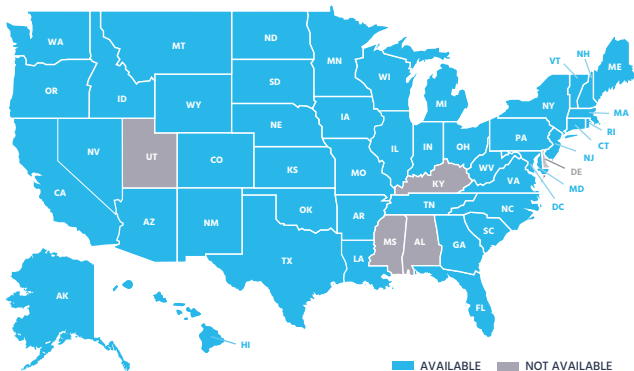 WA
MT
ND
MN
VT
NH
ME
OR
ID
SD
WI
MI
NY
MA
WY
IA
RI
CT
NE
PA
NJ
NV
UT
CO
IL
IN
OH
DE
KS
MO
WV
VA
MD
KY
DC
CA
AZ
NM
OK
AR
TN
NC
MS
AL
GA
SC
TX
LA
AK
FL
HI
AVAILABLE
NOT AVAILABLE